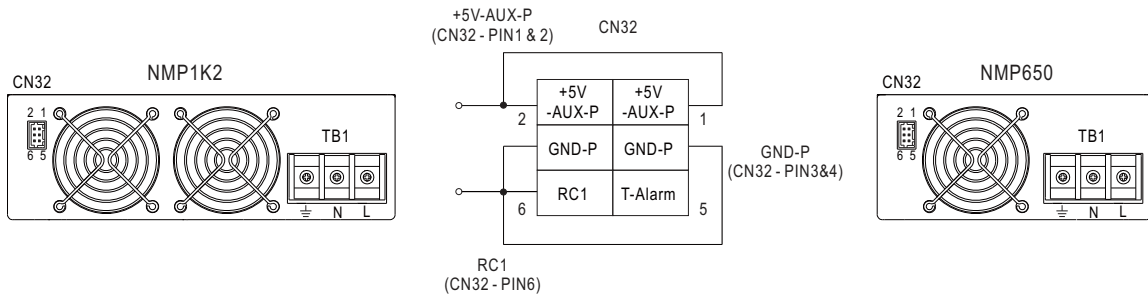 +5V-AUX-P
(CN32 - PIN1 & 2)
CN32
NMP1K2
CN32
2 1
6 5
TB1
N L
+5V
-AUX-P
+5V
-AUX-P
2
1
GND-P
GND-P
RC1
T-Alarm
6
5
GND-P
(CN32 - PIN3&4)
RC1
(CN32 - PIN6)
NMP650
CN32
2 1
6 5
TB1
N L